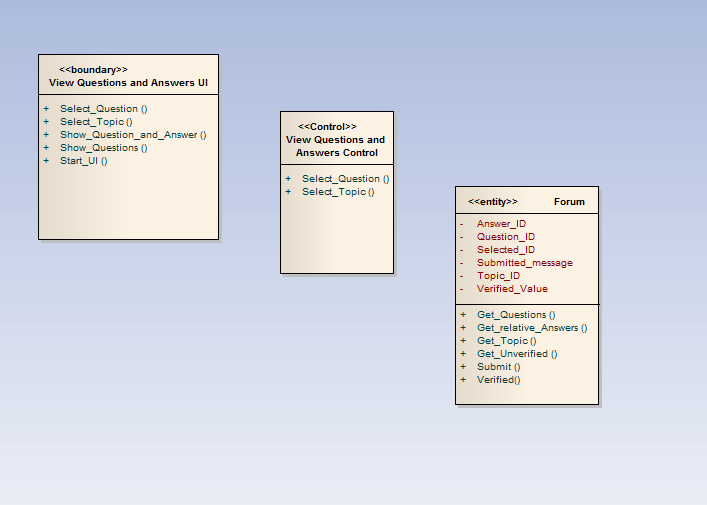 <<boundary>>
View Questions and Answers UI
+ Select_Question ()
+ Select_Topic ()
+ Show_Question_and_Answer ()
+ Show_Questions ()
+ Start_UI ()
<<Control>>
View Questions and
Answers Control
+ Select_Question ()
+ Select_Topic ()
<<entity>> Forum
- Answer_ID
- Question_ID
- Selected_ID
- Submitted_message
- Topic_ID
- Verified_Value
+ Get_Questions ()
+ Get_relative_Answers ()
+ Get_Topic ()
+ Get_Unverified ()
+ Submit ()
+ Verified()